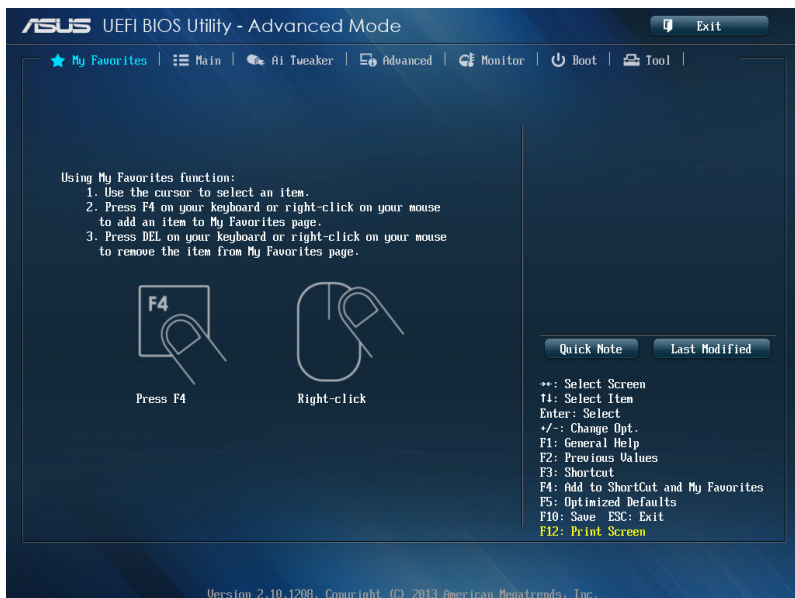 ASUS UEFI BIOS Utility - Advanced Mode
Exit
My Favorites | Main | Ai Tweaker | Advanced | Monitor | Boot | Tool |
Using My Favorites function:
1. Use the cursor to select an item.
2. Press F4 on your keyboard or right-click on your mouse
to add an item to My Favorites page.
3. Press DEL on your keyboard or right-click on your mouse
to remove the item from My Favorites page.
F4
Press F4
Right-click
Quick Note
Last Modified
→←: Select Screen
↑↓: Select Item
Enter: Select
+/-: Change Opt.
F1: General Help
F2: Previous Values
F3: Shortcut
F4: Add to ShortCut and My Favorites
F5: Optimized Defaults
F10: Save ESC: Exit
F12: Print Screen
Version 2.10.1208. Copyright (C) 2013 American Megatrends, Inc.